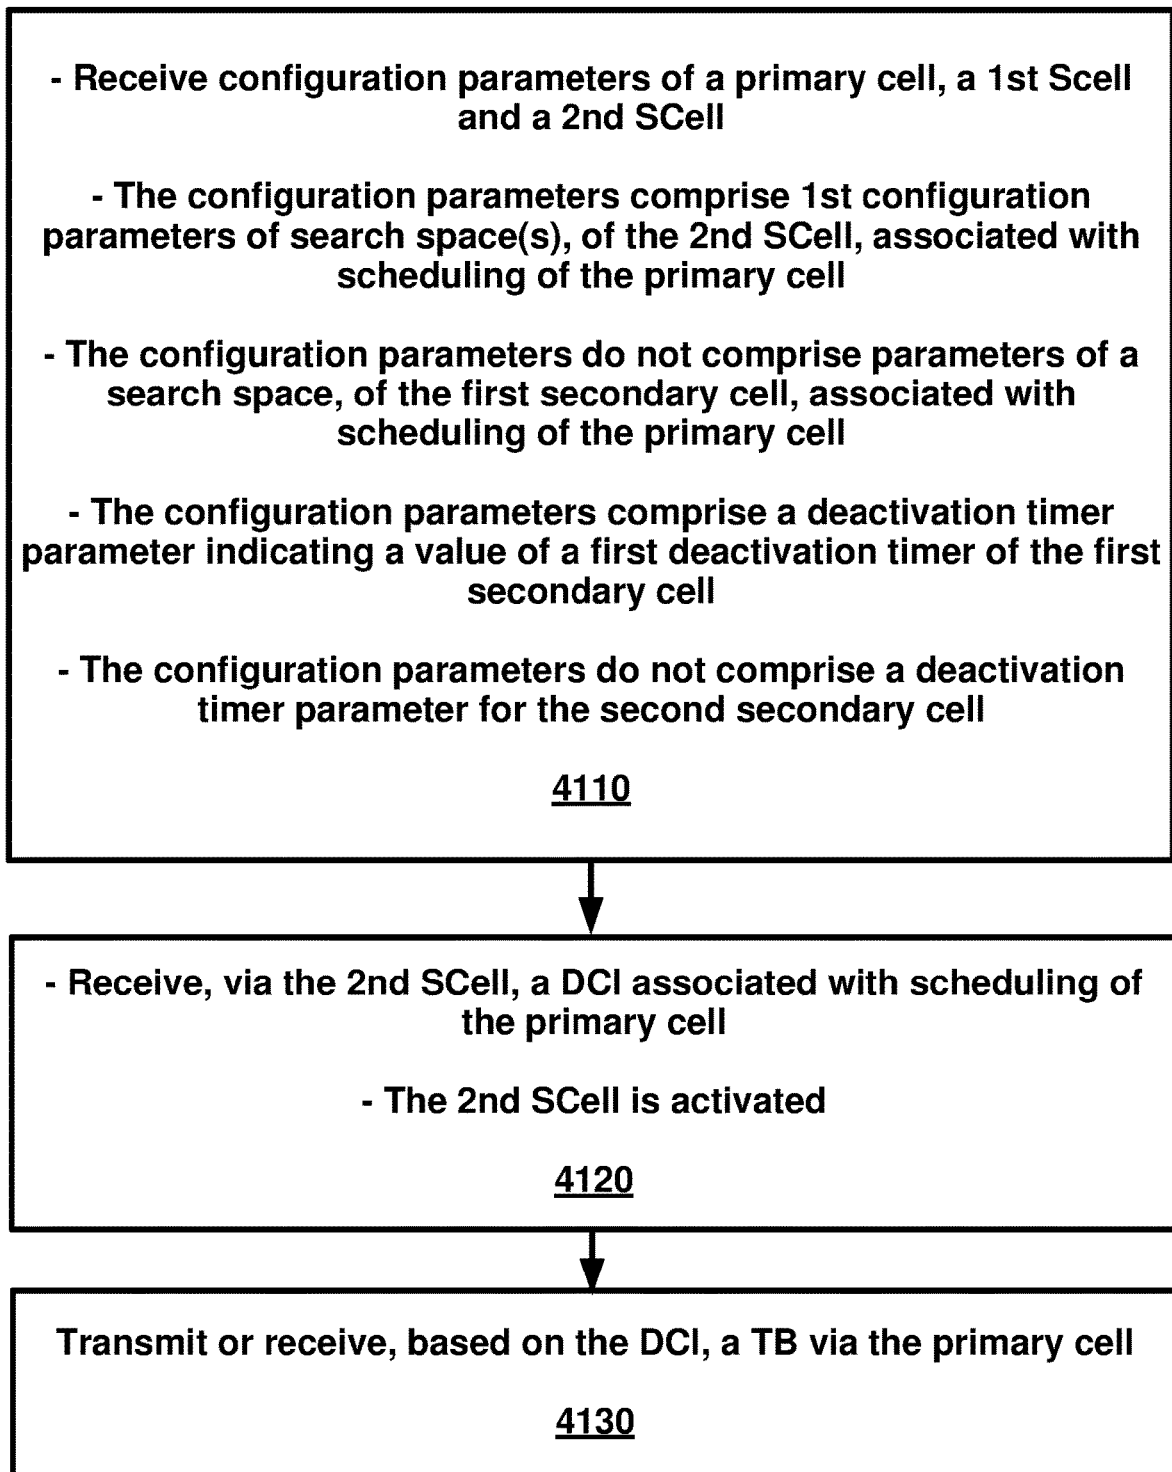 - Receive configuration parameters of a primary cell, a 1st Scell
and a 2nd SCell
- The configuration parameters comprise 1st configuration
parameters of search space(s), of the 2nd SCell, associated with
scheduling of the primary cell
- The configuration parameters do not comprise parameters of a
search space, of the first secondary cell, associated with
scheduling of the primary cell
- The configuration parameters comprise a deactivation timer
parameter indicating a value of a first deactivation timer of the first
secondary cell
- The configuration parameters do not comprise a deactivation
timer parameter for the second secondary cell
4110
- Receive, via the 2nd SCell, a DCI associated with scheduling of
the primary cell
- The 2nd SCell is activated
4120
Transmit or receive, based on the DCI, a TB via the primary cell
4130